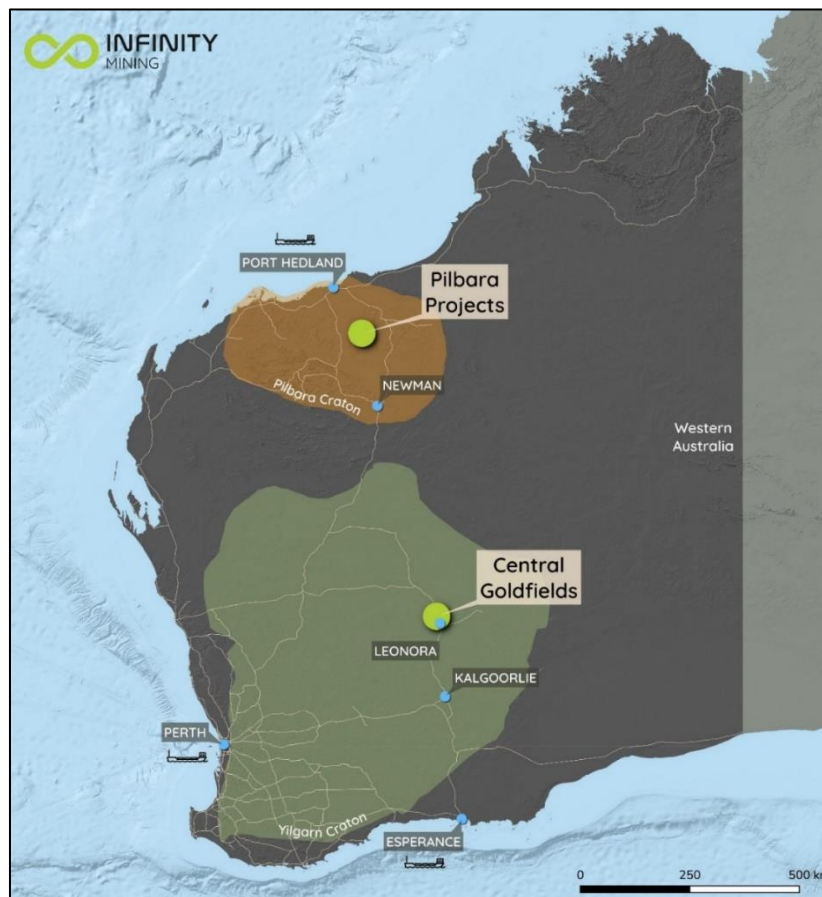 INFINITY
MINING
PORT HEDLAND
Pilbara
Projects
NEWMAN
Pilbara Craton
Western
Australia
Central
Goldfields
LEONORA
KALGOORLIE
PERTH
Yilgarn Craton
ESPERANCE
0 250 500 km